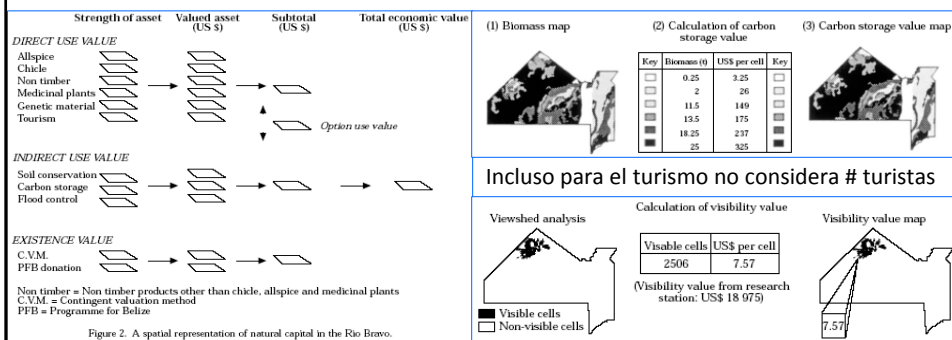 Strength of asset Valued asset (US $) Subtotal (US $) Total economic value (US $)
DIRECT USE VALUE
Allspice
Chicle
Non timber
Medicinal plants
Genetic material
Tourism
Option use value
INDIRECT USE VALUE
Soil conservation
Carbon storage
Flood control
EXISTENCE VALUE
C.V.M.
PFB donation
Non timber = Non timber products other than chicle, allspice and medicinal plants
C.V.M. = Contingent valuation method
PFB = Programme for Belize
Figure 2. A spatial representation of natural capital in the Rio Bravo.
(1) Biomass map
(2) Calculation of carbon
storage value
(3) Carbon storage value map
Key Biomass (t) US$ per cell Key
0.25 3.25
2 26
11.5 149
13.5 175
18.25 237
25 325
Incluso para el turismo no considera # turistas
Viewshed analysis
Calculation of visibility value
Visibility value map
Visable cells US$ per cell
2506 7.57
(Visibility value from research
station: US$ 18 975)
Visible cells
Non-visible cells
7.57